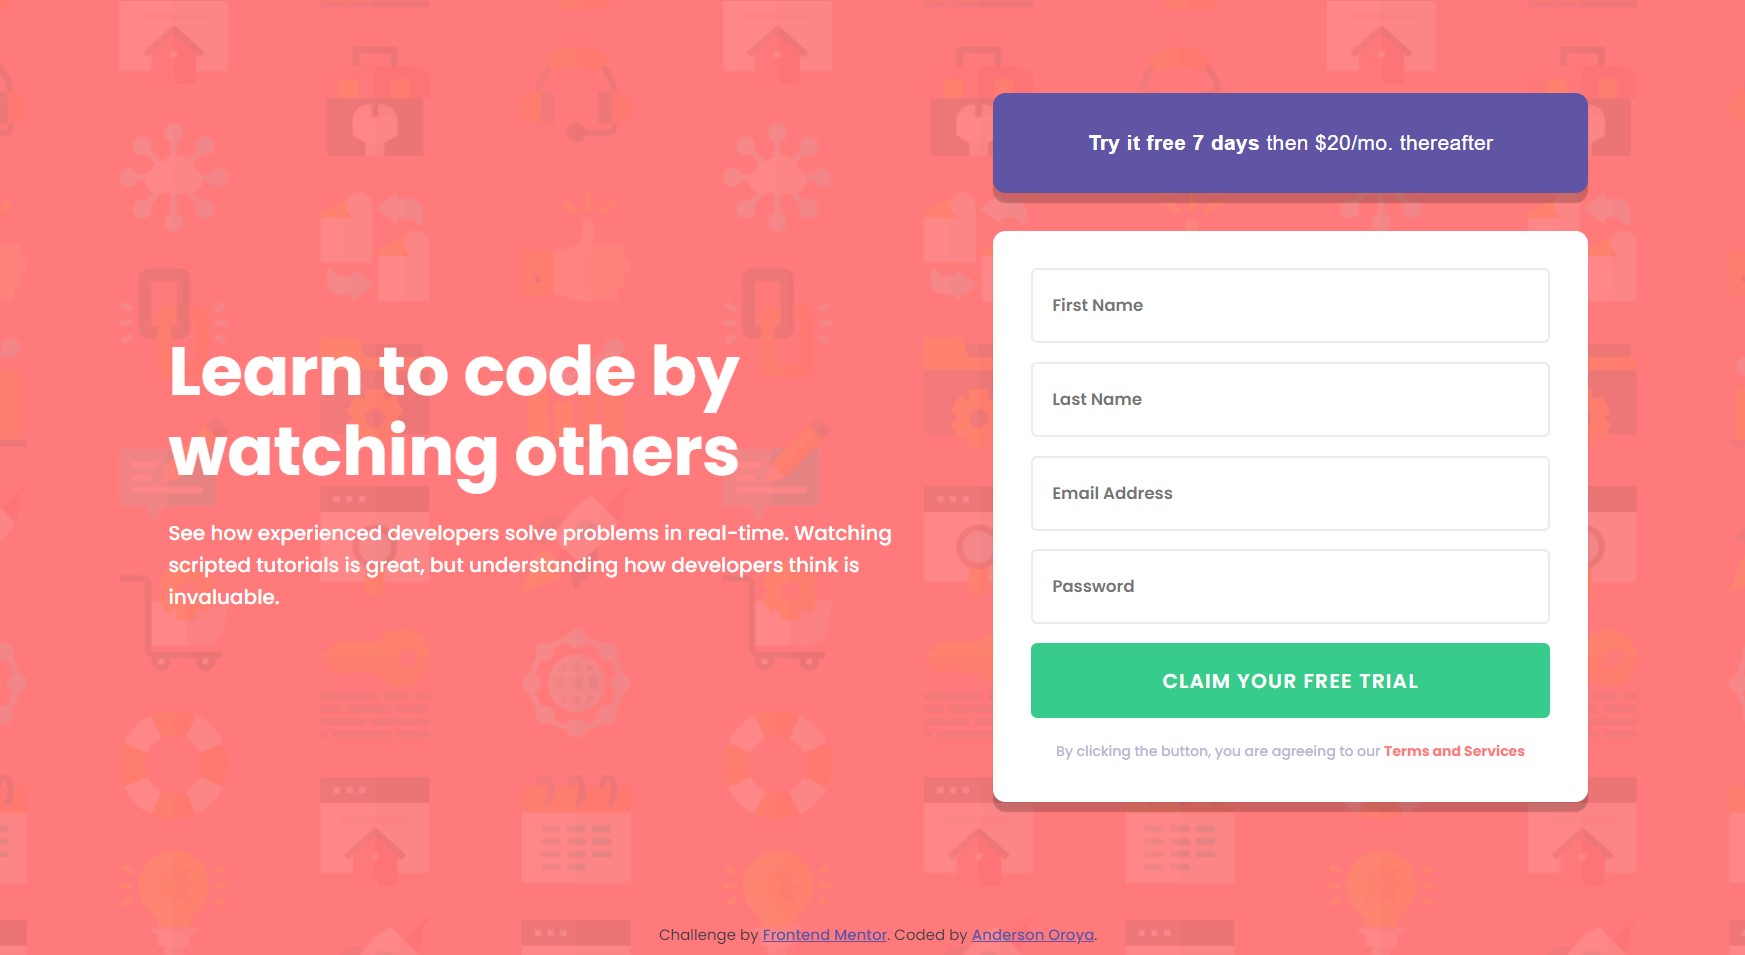 Learn to code by
watching others
See how experienced developers solve problems in real-time. Watching
scripted tutorials is great, but understanding how developers think is
invaluable.
Try it free 7 days then $20/mo. thereafter
First Name
Last Name
Email Address
Password
CLAIM YOUR FREE TRIAL
By clicking the button, you are agreeing to our Terms and Services
Challenge by Frontend Mentor. Coded by Anderson Oroya.